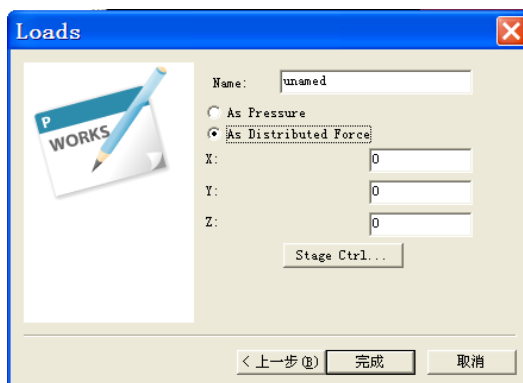 Loads
Name: unamed
P
WORKS
As Pressure
As Distributed Force
X: 0
Y: 0
Z: 0
Stage Ctrl...
< 上一步(B) 完成 取消